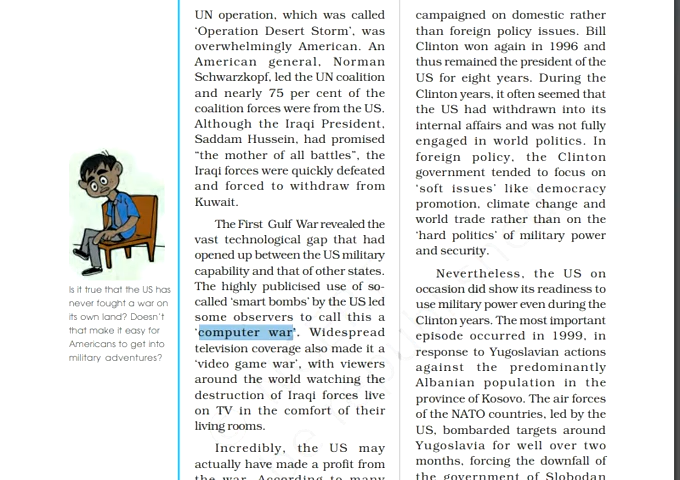 UN operation, which was called
‘Operation Desert Storm’, was
overwhelmingly American. An
American general, Norman
Schwarzkopf, led the UN coalition
and nearly 75 per cent of the
coalition forces were from the US.
Although the Iraqi President,
Saddam Hussein, had promised
“the mother of all battles”, the
Iraqi forces were quickly defeated
and forced to withdraw from
Kuwait.
The First Gulf War revealed the
vast technological gap that had
opened up between the US military
capability and that of other states.
The highly publicised use of so-
called ‘smart bombs’ by the US led
some observers to call this a
‘computer war’. Widespread
television coverage also made it a
‘video game war’, with viewers
around the world watching the
destruction of Iraqi forces live
on TV in the comfort of their
living rooms.
Incredibly, the US may
actually have made a profit from
the war. According to many
campaigned on domestic rather
than foreign policy issues. Bill
Clinton won again in 1996 and
thus remained the president of the
US for eight years. During the
Clinton years, it often seemed that
the US had withdrawn into its
internal affairs and was not fully
engaged in world politics. In
foreign policy, the Clinton
government tended to focus on
‘soft issues’ like democracy
promotion, climate change and
world trade rather than on the
‘hard politics’ of military power
and security.
Nevertheless, the US on
occasion did show its readiness to
use military power even during the
Clinton years. The most important
episode occurred in 1999, in
response to Yugoslavian actions
against the predominantly
Albanian population in the
province of Kosovo. The air forces
of the NATO countries, led by the
US, bombarded targets around
Yugoslavia for well over two
months, forcing the downfall of
the government of Slobodan
Is it true that the US has
never fought a war on
its own land? Doesn’t
that make it easy for
Americans to get into
military adventures?